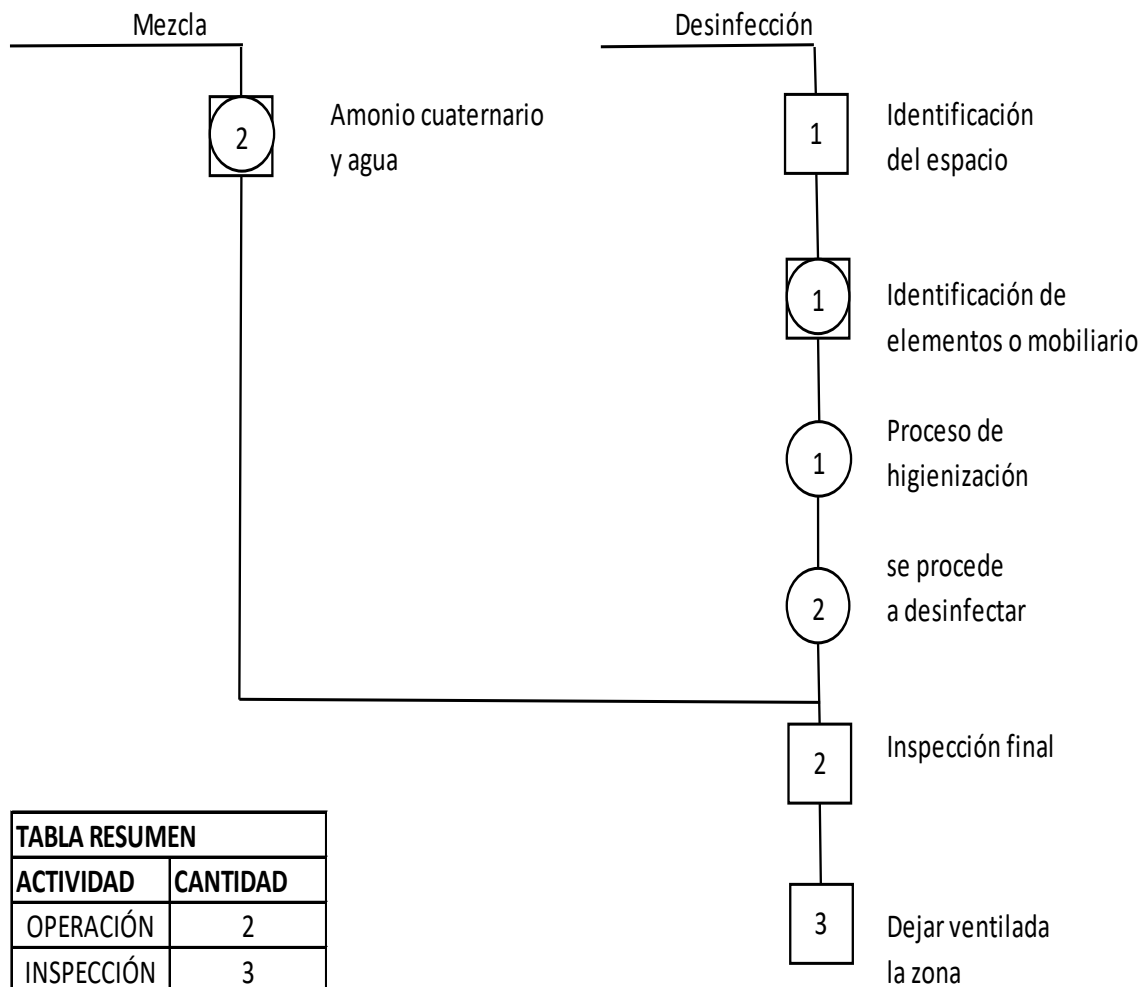 Mezcla
2
Amonio cuaternario
y agua
Desinfección
1
Identificación
del espacio
1
Identificación de
elementos o mobiliario
1
Proceso de
higienización
2
se procede
a desinfectar
2
Inspección final
3
Dejar ventilada
la zona
TABLA RESUMEN
ACTIVIDAD CANTIDAD
OPERACIÓN 2
INSPECCIÓN 3